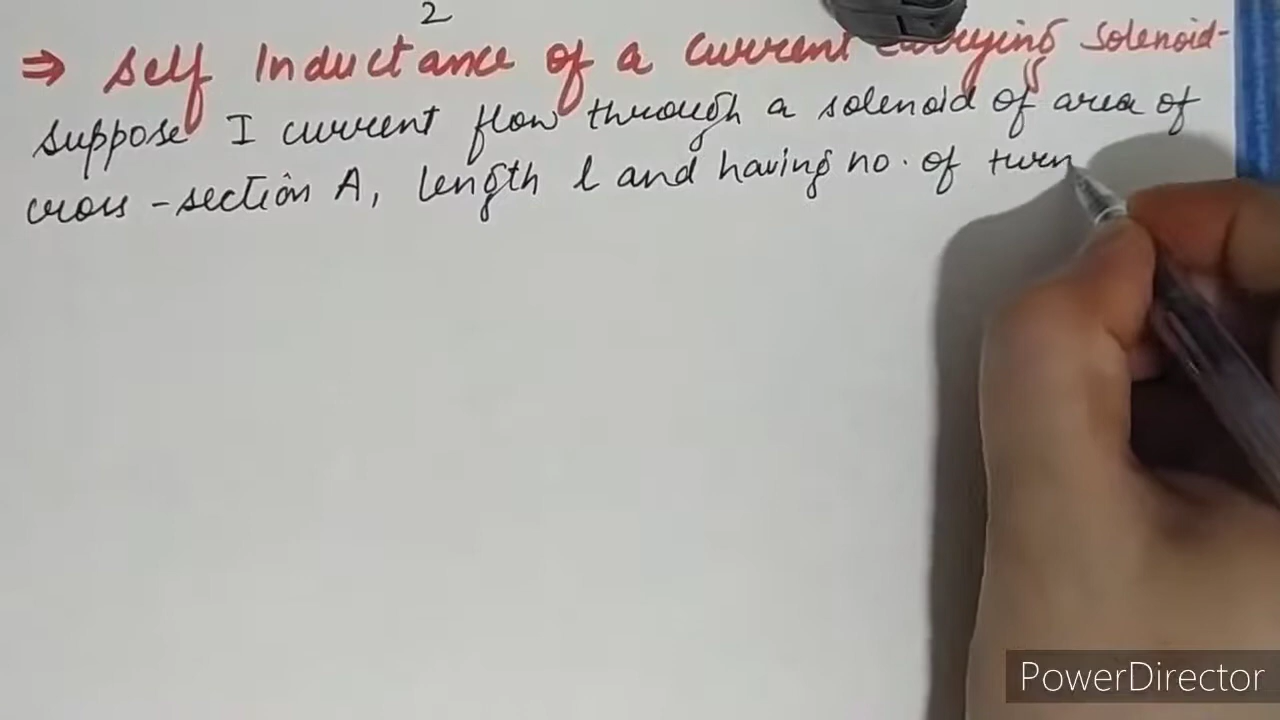 2
⇒ Self Inductance of a current carrying solenoid-
Suppose I current flow through a solenoid of area of
cross-section A, length l and having no. of turn
PowerDirector